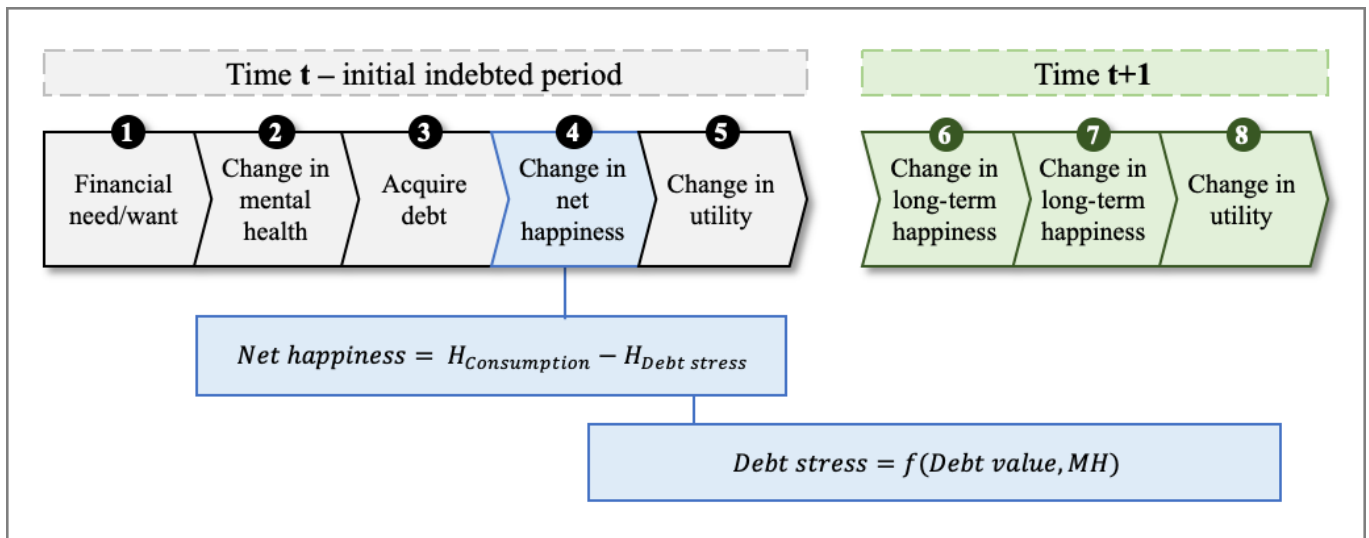 Time t – initial indebted period
Time t+1
1
2
3
4
5
6
7
8
Financial
need/want
Change in
mental
health
Acquire
debt
Change in
net
happiness
Change in
utility
Change in
long-term
happiness
Change in
long-term
happiness
Change in
utility
Net happiness = H_Consumption − H_Debt stress
Debt stress = f(Debt value, MH)